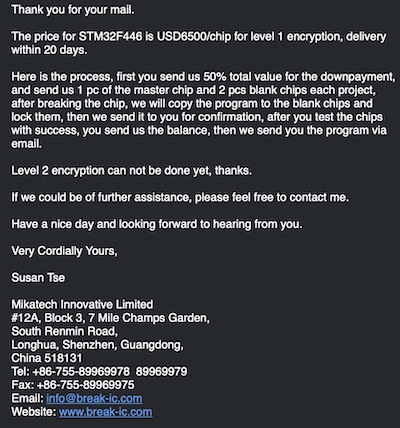 Thank you for your mail.
The price for STM32F446 is USD6500/chip for level 1 encryption, delivery
within 20 days.
Here is the process, first you send us 50% total value for the downpayment,
and send us 1 pc of the master chip and 2 pcs blank chips each project,
after breaking the chip, we will copy the program to the blank chips and
lock them, then we send it to you for confirmation, after you test the chips
with success, you send us the balance, then we send you the program via
email.
Level 2 encryption can not be done yet, thanks.
If we could be of further assistance, please feel free to contact me.
Have a nice day and looking forward to hearing from you.
Very Cordially Yours,
Susan Tse
Mikatech Innovative Limited
#12A, Block 3, 7 Mile Champs Garden,
South Renmin Road,
Longhua, Shenzhen, Guangdong,
China 518131
Tel: +86-755-89969978  89969979
Fax: +86-755-89969975
Email: info@break-ic.com
Website: www.break-ic.com